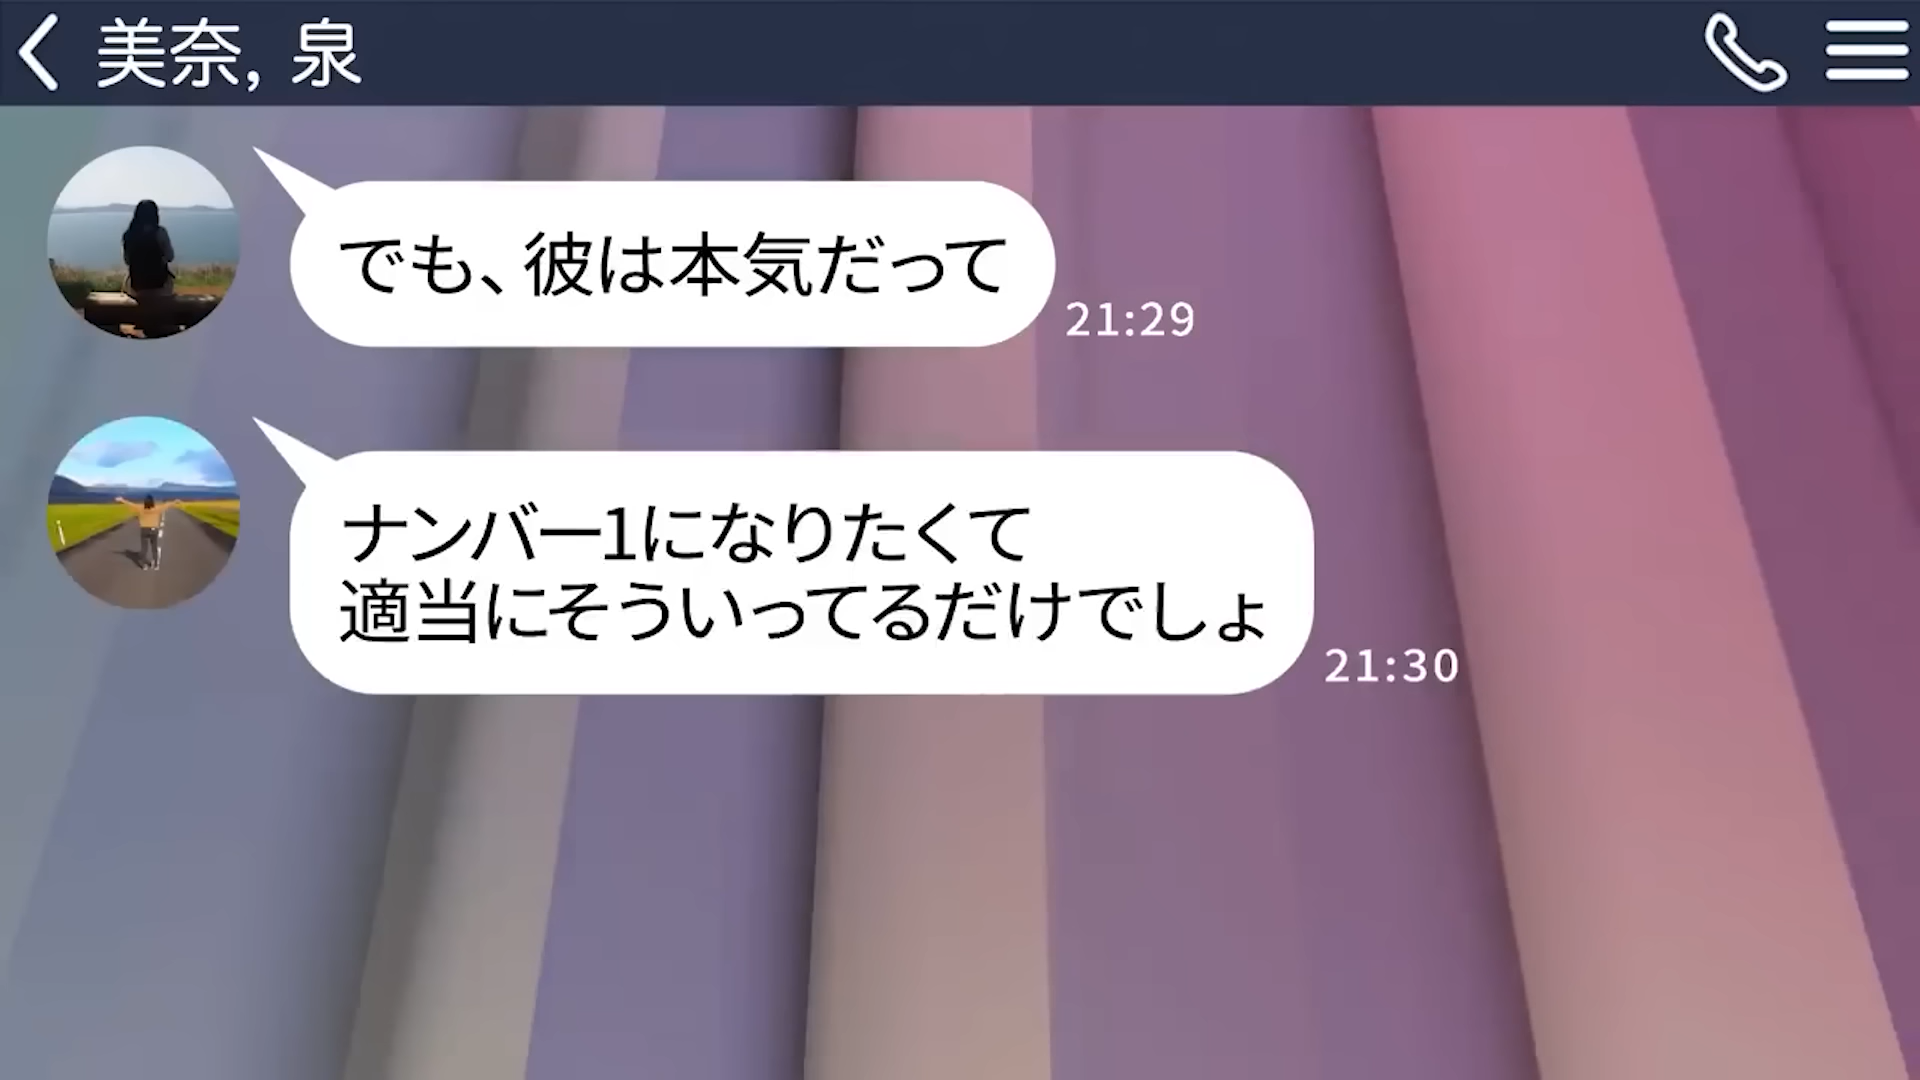 美奈, 泉
でも、彼は本気だって
21:29
ナンバー1になりたくて
適当にそういってるだけでしょ
21:30